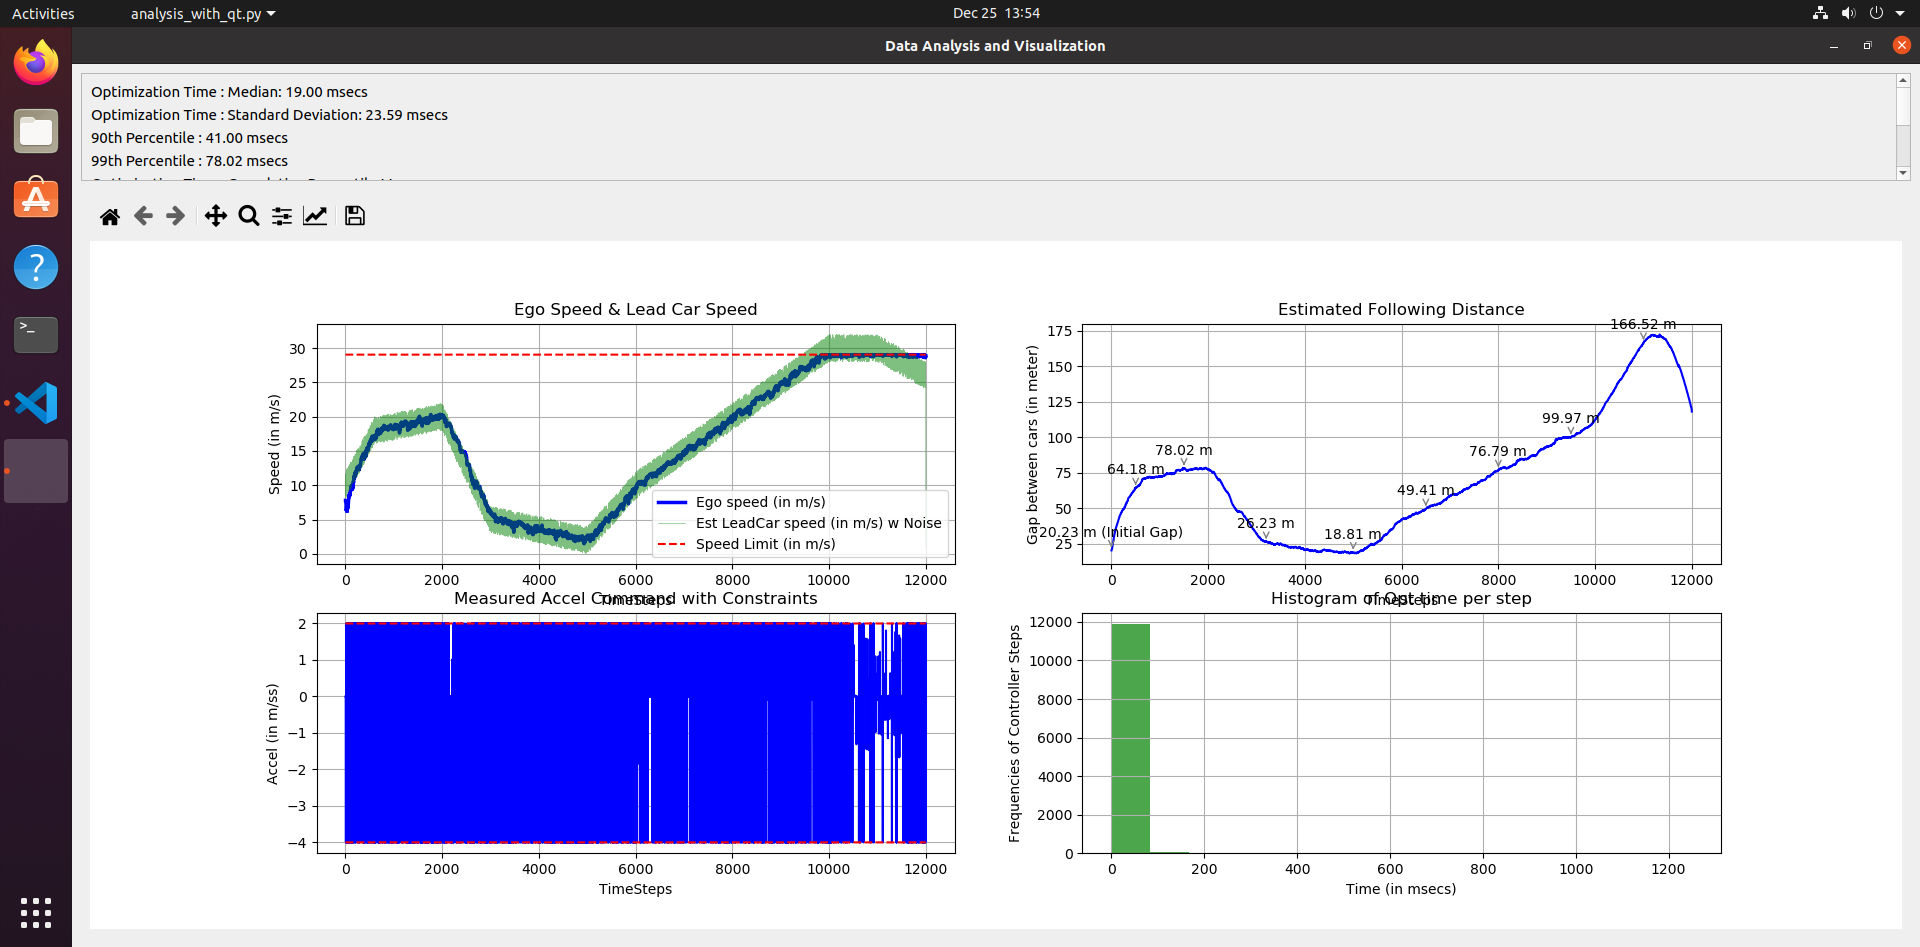 Activities
analysis_with_qt.py
Dec 25 13:54
Data Analysis and Visualization
Optimization Time : Median: 19.00 msecs
Optimization Time : Standard Deviation: 23.59 msecs
90th Percentile : 41.00 msecs
99th Percentile : 78.02 msecs
Ego Speed & Lead Car Speed
Speed (in m/s)
30
25
20
15
10
5
0
Ego speed (in m/s)
Est LeadCar speed (in m/s) w Noise
Speed Limit (in m/s)
0 2000 4000 6000 8000 10000 12000
TimeSteps
Estimated Following Distance
Gap between cars (in meter)
175
150
125
100
75
50
25
166.52 m
99.97 m
78.02 m
76.79 m
64.18 m
49.41 m
26.23 m
20.23 m (Initial Gap)
18.81 m
0 2000 4000 6000 8000 10000 12000
TimeSteps
Measured Accel Command with Constraints
Accel (in m/ss)
2
1
0
−1
−2
−3
−4
0 2000 4000 6000 8000 10000 12000
TimeSteps
Histogram of Opt time per step
Frequencies of Controller Steps
12000
10000
8000
6000
4000
2000
0
0 200 400 600 800 1000 1200
Time (in msecs)